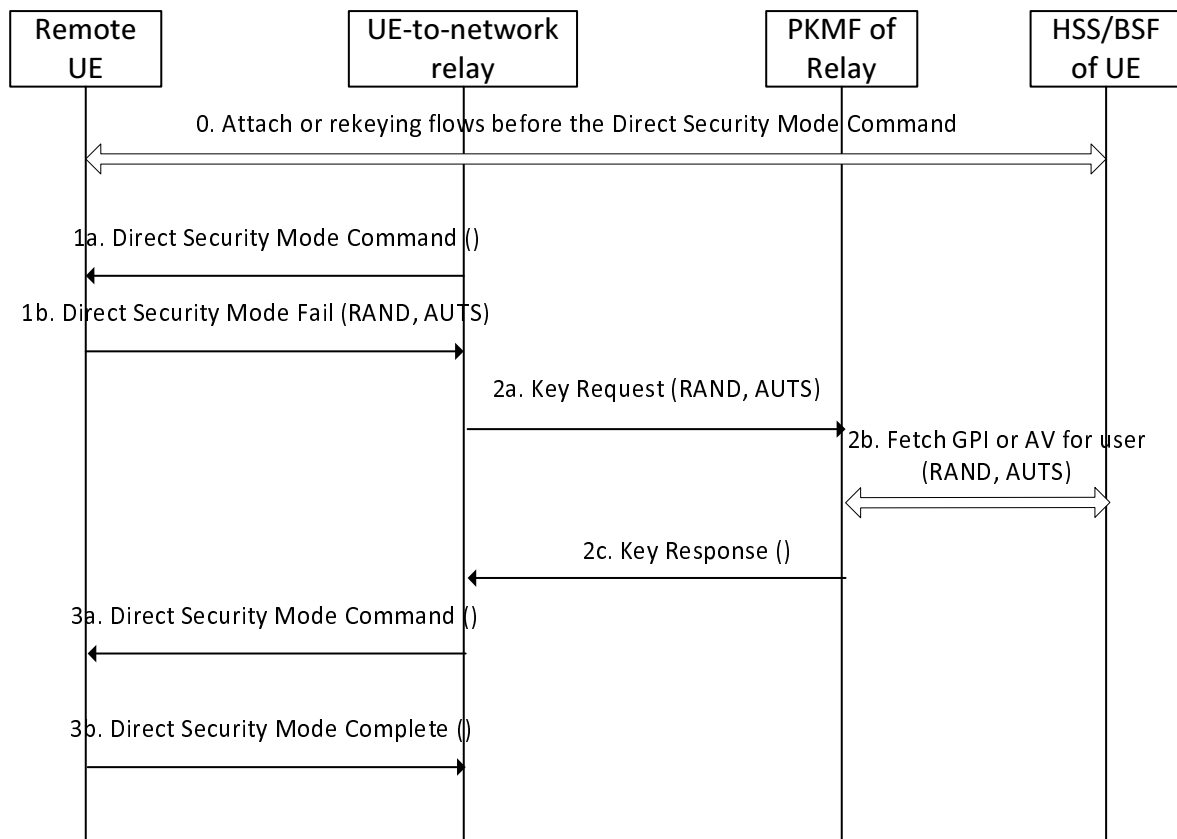 Remote
UE
UE-to-network
relay
PKMF of
Relay
HSS/BSF
of UE
0. Attach or rekeying flows before the Direct Security Mode Command
1a. Direct Security Mode Command ()
1b. Direct Security Mode Fail (RAND, AUTS)
2a. Key Request (RAND, AUTS)
2b. Fetch GPI or AV for user
(RAND, AUTS)
2c. Key Response ()
3a. Direct Security Mode Command ()
3b. Direct Security Mode Complete ()